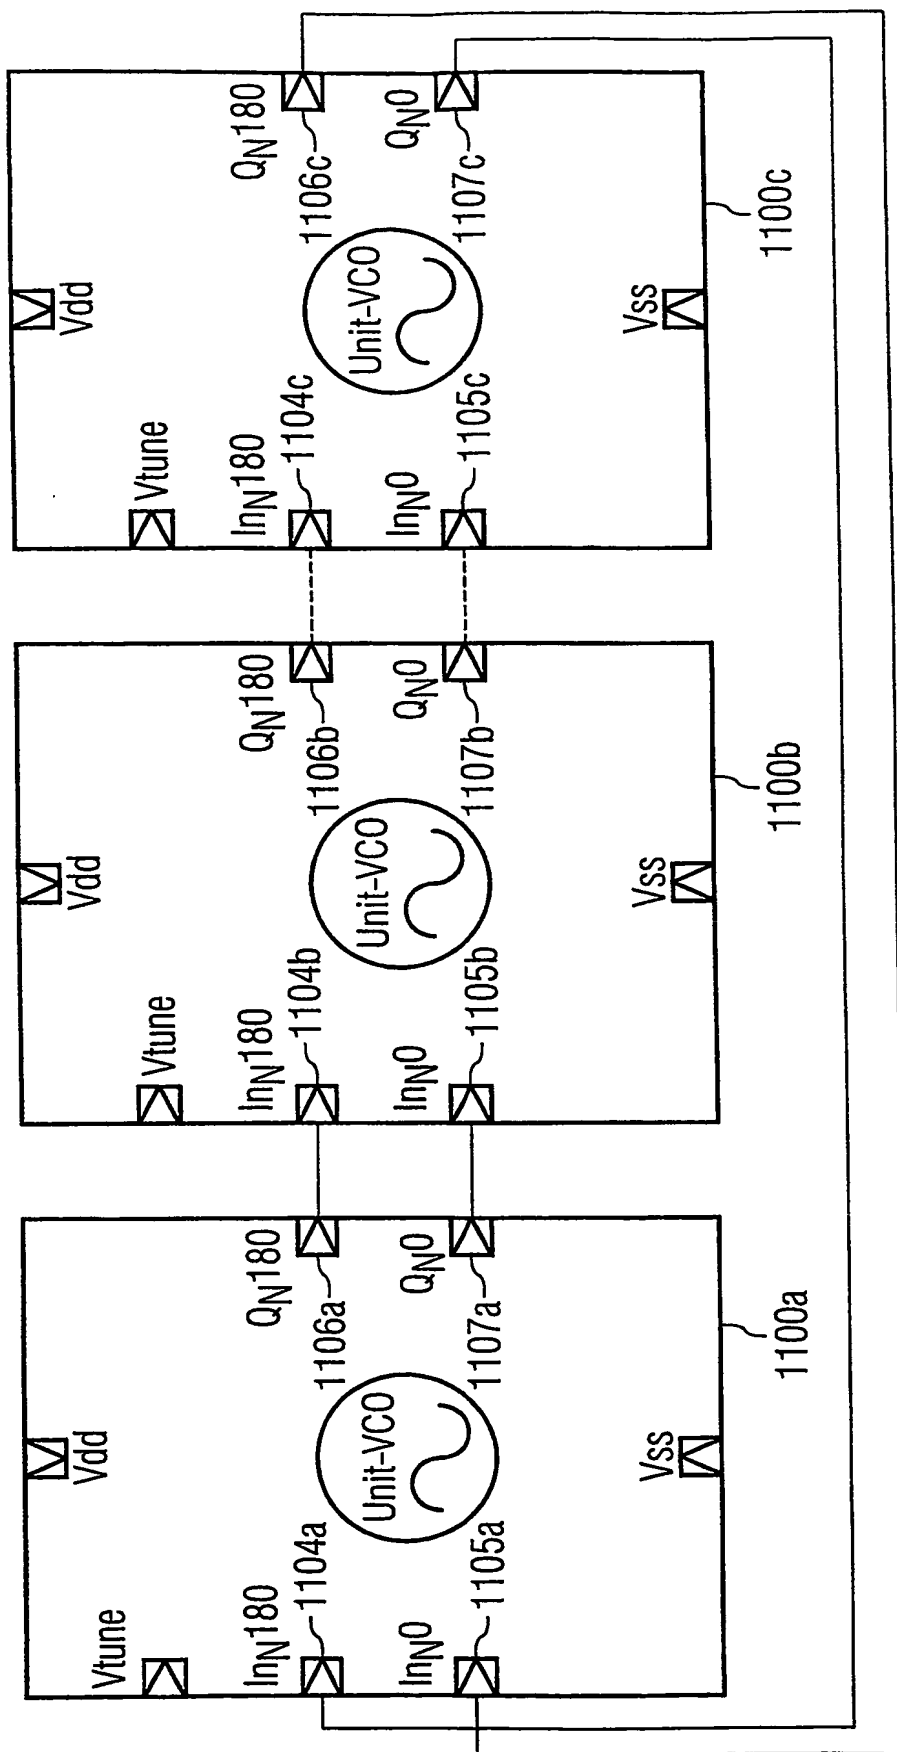 Vtune
Vdd
In_N180
1104a
Unit-VCO
1106a
Q_N180
In_N0
1105a
1107a
Q_N0
Vss
1100a
Vtune
Vdd
In_N180
1104b
Unit-VCO
1106b
Q_N180
In_N0
1105b
1107b
Q_N0
Vss
1100b
Vtune
Vdd
In_N180
1104c
Unit-VCO
1106c
Q_N180
In_N0
1105c
1107c
Q_N0
Vss
1100c